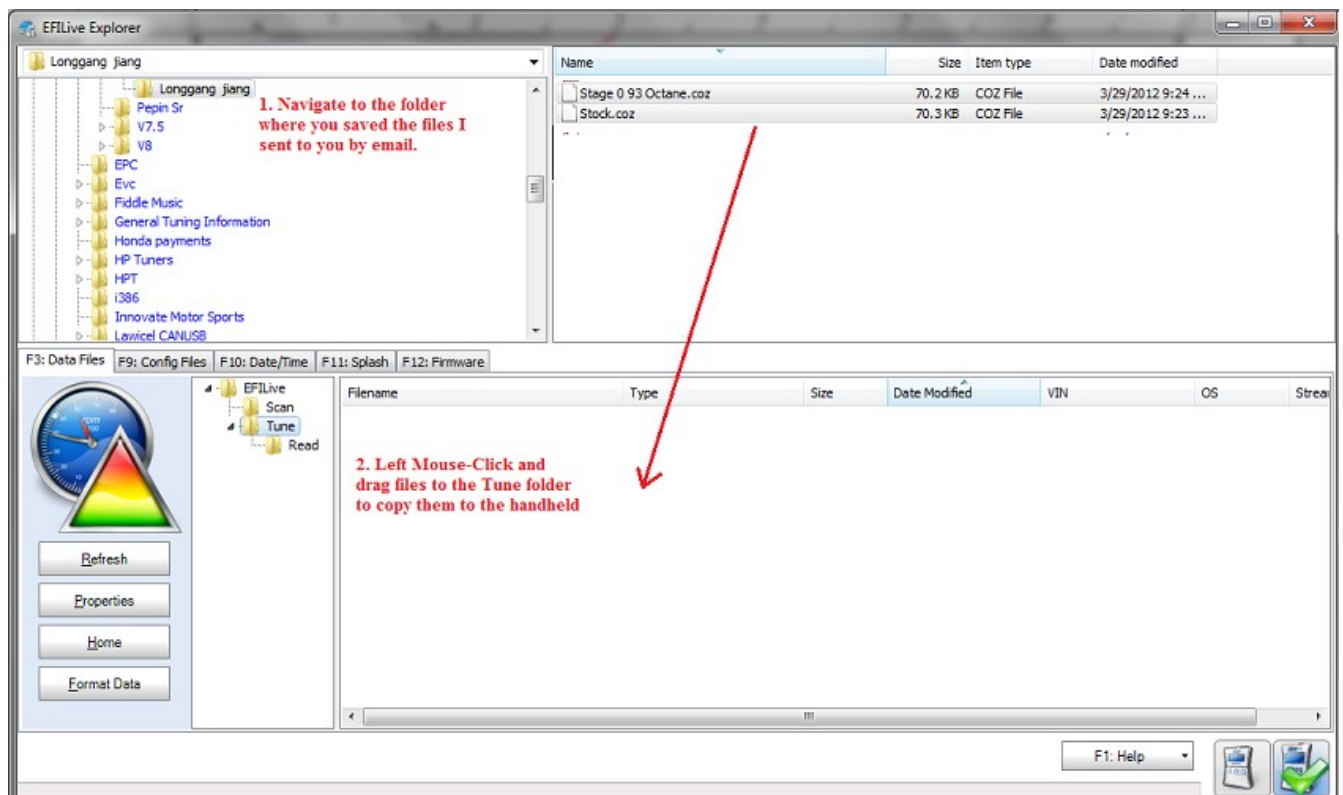 EFILive Explorer
Longgang jiang
Name Size Item type Date modified
Longgang jiang
Pepin Sr
V7.5
V8
EPC
Evc
Fiddle Music
General Tuning Information
Honda payments
HP Tuners
HPT
i386
Innovate Motor Sports
Lawicel CANUSB
1. Navigate to the folder
where you saved the files I
sent to you by email.
Stage 0 93 Octane.coz 70.2 KB COZ File 3/29/2012 9:24 ...
Stock.coz 70.3 KB COZ File 3/29/2012 9:23 ...
F3: Data Files F9: Config Files F10: Date/Time F11: Splash F12: Firmware
EFILive
Scan
Tune
Read
Filename Type Size Date Modified VIN OS Strea
2. Left Mouse-Click and
drag files to the Tune folder
to copy them to the handheld
Refresh
Properties
Home
Format Data
F1: Help